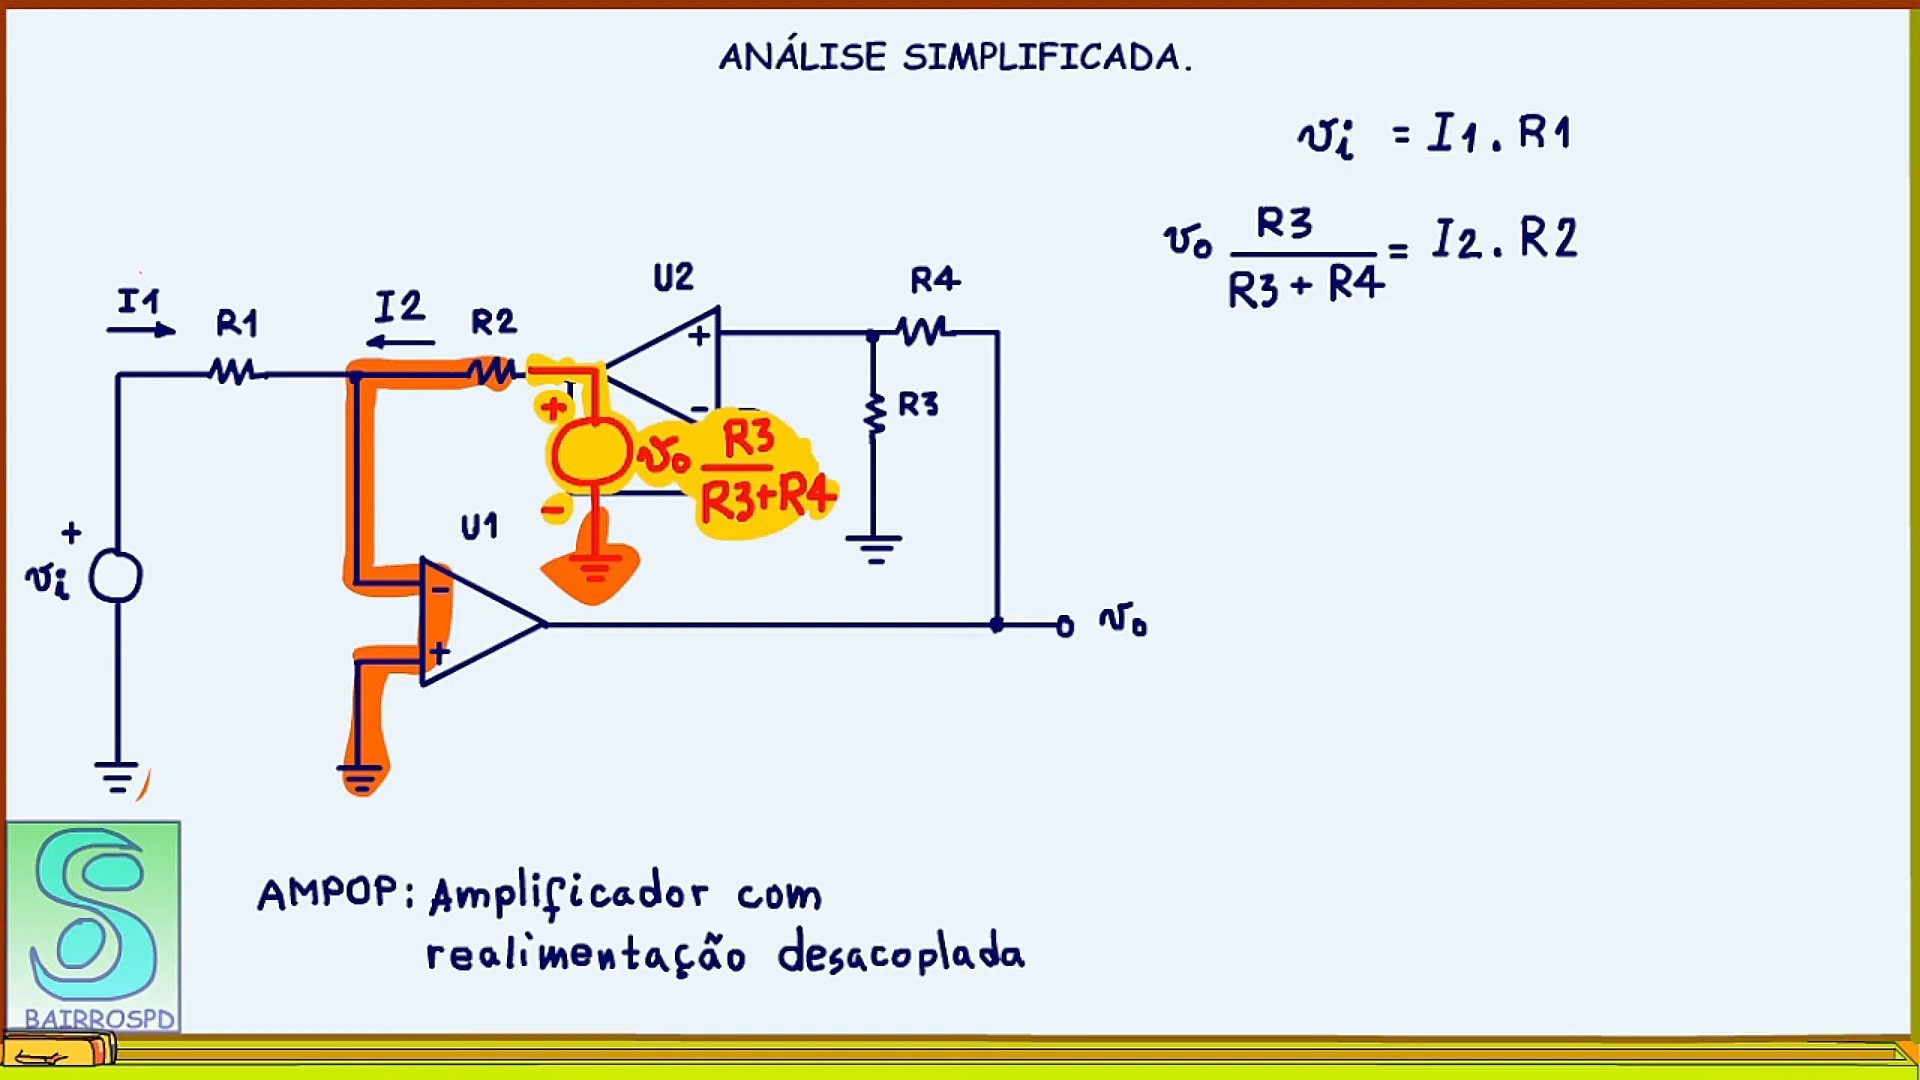 ANÁLISE SIMPLIFICADA.
vi = I1 . R1
vo R3 / R3 + R4 = I2 . R2
U2
R4
I1
R1
I2
R2
+
-
R3
+
vo R3 / R3+R4
-
U1
+
vi
-
+
vo
AMPOP: Amplificador com
realimentação desacoplada
BAIRROSPD